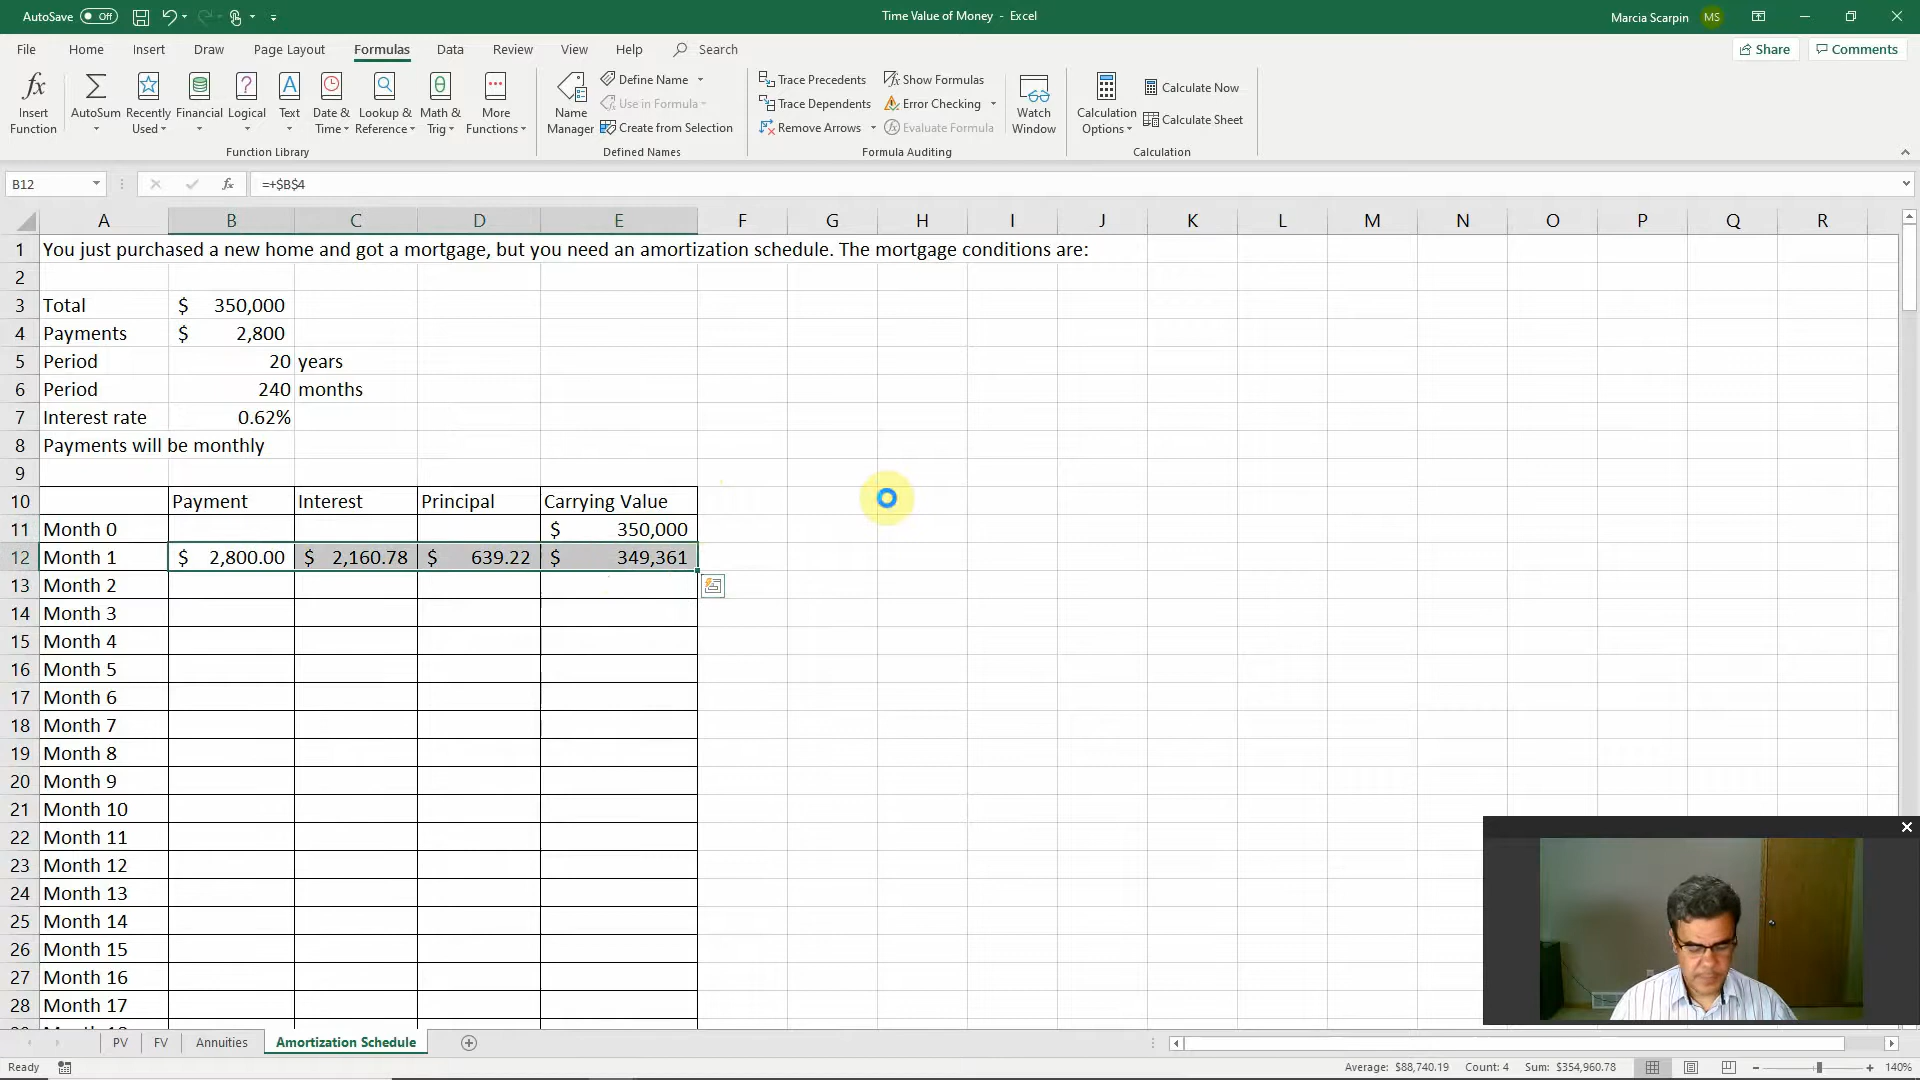 AutoSave Off
Time Value of Money - Excel
Marcia Scarpin MS
File Home Insert Draw Page Layout Formulas Data Review View Help Search
Share Comments
fx Insert Function
AutoSum
Recently Used
Financial
Logical
Text
Date & Time
Lookup & Reference
Math & Trig
More Functions
Function Library
Name Manager
Define Name
Use in Formula
Create from Selection
Defined Names
Trace Precedents
Trace Dependents
Remove Arrows
Show Formulas
Error Checking
Evaluate Formula
Formula Auditing
Watch Window
Calculation Options
Calculate Now
Calculate Sheet
Calculation
B12 fx =+$B$4
A B C D E F G H I J K L M N O P Q R
1 You just purchased a new home and got a mortgage, but you need an amortization schedule. The mortgage conditions are:
2
3 Total $ 350,000
4 Payments $ 2,800
5 Period 20 years
6 Period 240 months
7 Interest rate 0.62%
8 Payments will be monthly
9
10 Payment Interest Principal Carrying Value
11 Month 0 $ 350,000
12 Month 1 $ 2,800.00 $ 2,160.78 $ 639.22 $ 349,361
13 Month 2
14 Month 3
15 Month 4
16 Month 5
17 Month 6
18 Month 7
19 Month 8
20 Month 9
21 Month 10
22 Month 11
23 Month 12
24 Month 13
25 Month 14
26 Month 15
27 Month 16
28 Month 17
PV FV Annuities Amortization Schedule
Ready
Average: $88,740.19 Count: 4 Sum: $354,960.78 140%